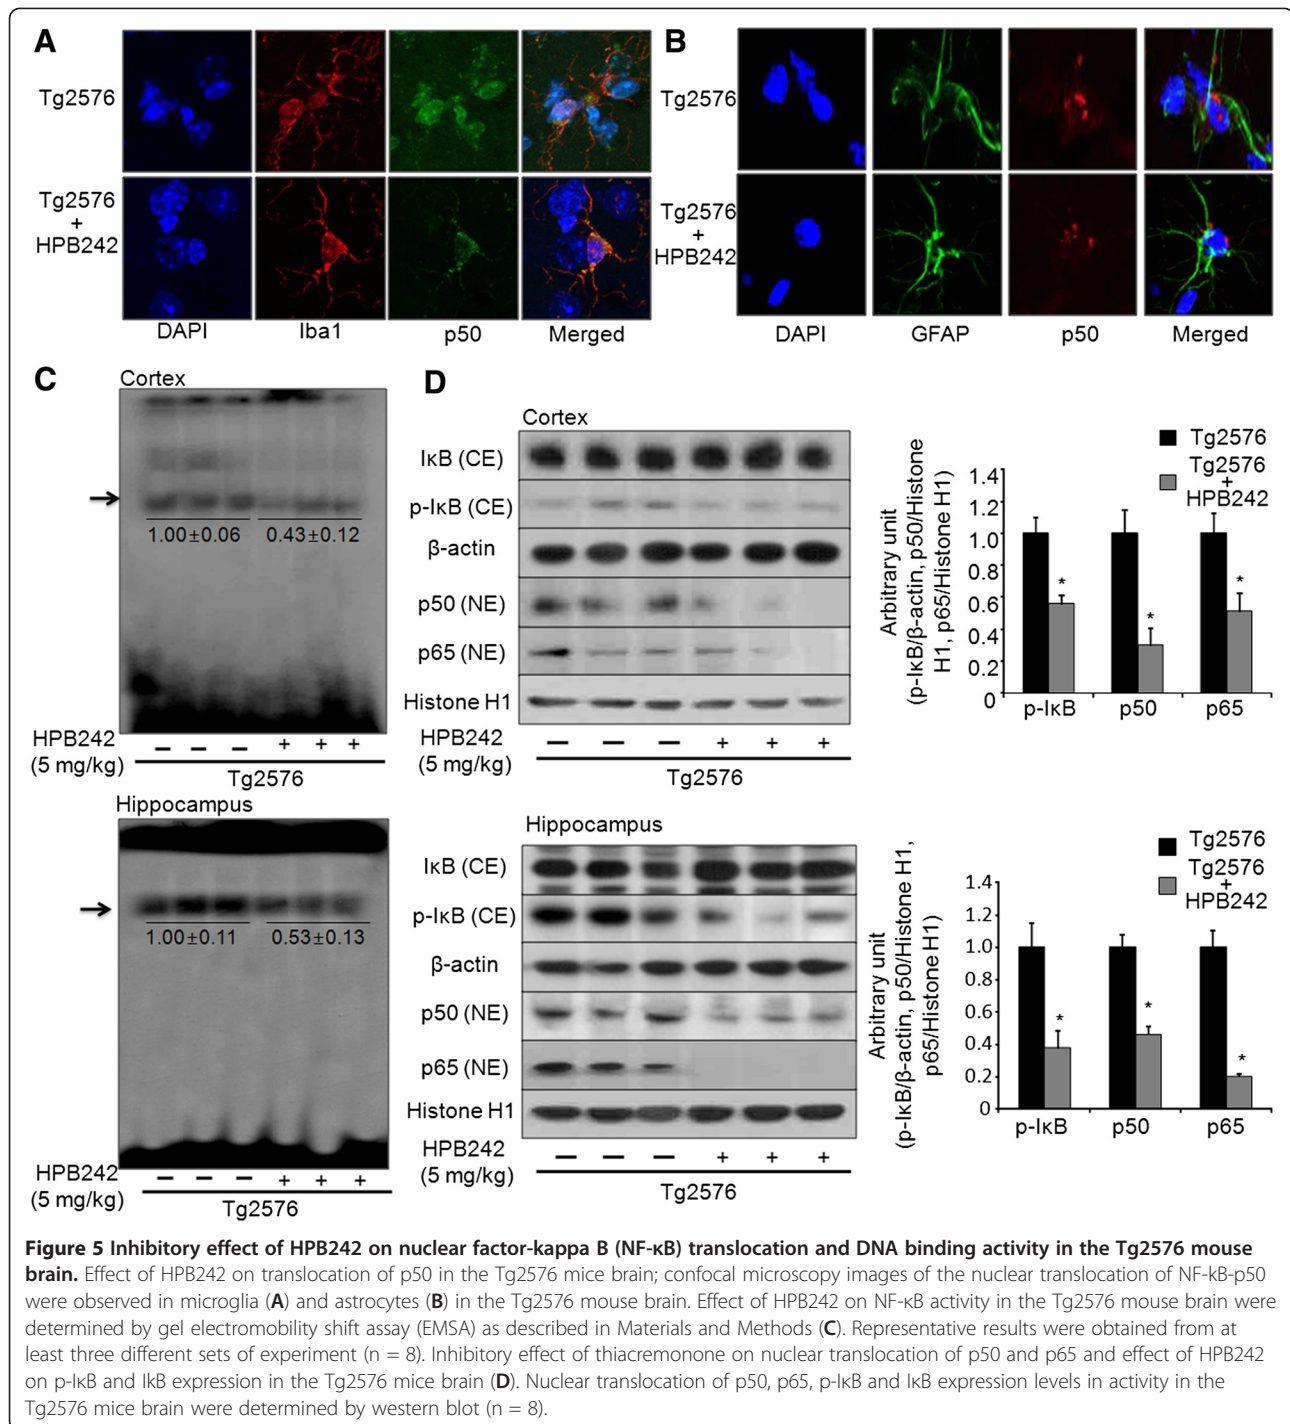 A
B
Tg2576
Tg2576
Tg2576
+
HPB242
Tg2576
+
HPB242
DAPI Iba1 p50 Merged
DAPI GFAP p50 Merged
C
Cortex
1.00±0.06 0.43±0.12
HPB242
(5 mg/kg)
– – – + + +
Tg2576
Hippocampus
1.00±0.11 0.53±0.13
HPB242
(5 mg/kg)
– – – + + +
Tg2576
D
Cortex
IκB (CE)
p-IκB (CE)
β-actin
p50 (NE)
p65 (NE)
Histone H1
HPB242
(5 mg/kg)
– – – + + +
Tg2576
Arbitrary unit
(p-IκB/β-actin, p50/Histone
H1, p65/Histone H1)
Tg2576
Tg2576
+
HPB242
1.4
1.2
1.0
0.8
0.6
0.4
0.2
0
* * *
p-IκB p50 p65
Hippocampus
IκB (CE)
p-IκB (CE)
β-actin
p50 (NE)
p65 (NE)
Histone H1
HPB242
(5 mg/kg)
– – – + + +
Tg2576
Arbitrary unit
(p-IκB/β-actin, p50/Histone H1,
p65/Histone H1)
Tg2576
Tg2576
+
HPB242
1.4
1.2
1.0
0.8
0.6
0.4
0.2
0
* * *
p-IκB p50 p65
Figure 5 Inhibitory effect of HPB242 on nuclear factor-kappa B (NF-κB) translocation and DNA binding activity in the Tg2576 mouse
brain. Effect of HPB242 on translocation of p50 in the Tg2576 mice brain; confocal microscopy images of the nuclear translocation of NF-kB-p50
were observed in microglia (A) and astrocytes (B) in the Tg2576 mouse brain. Effect of HPB242 on NF-κB activity in the Tg2576 mouse brain were
determined by gel electromobility shift assay (EMSA) as described in Materials and Methods (C). Representative results were obtained from at
least three different sets of experiment (n = 8). Inhibitory effect of thiacremonone on nuclear translocation of p50 and p65 and effect of HPB242
on p-IκB and IkB expression in the Tg2576 mice brain (D). Nuclear translocation of p50, p65, p-IκB and IκB expression levels in activity in the
Tg2576 mice brain were determined by western blot (n = 8).